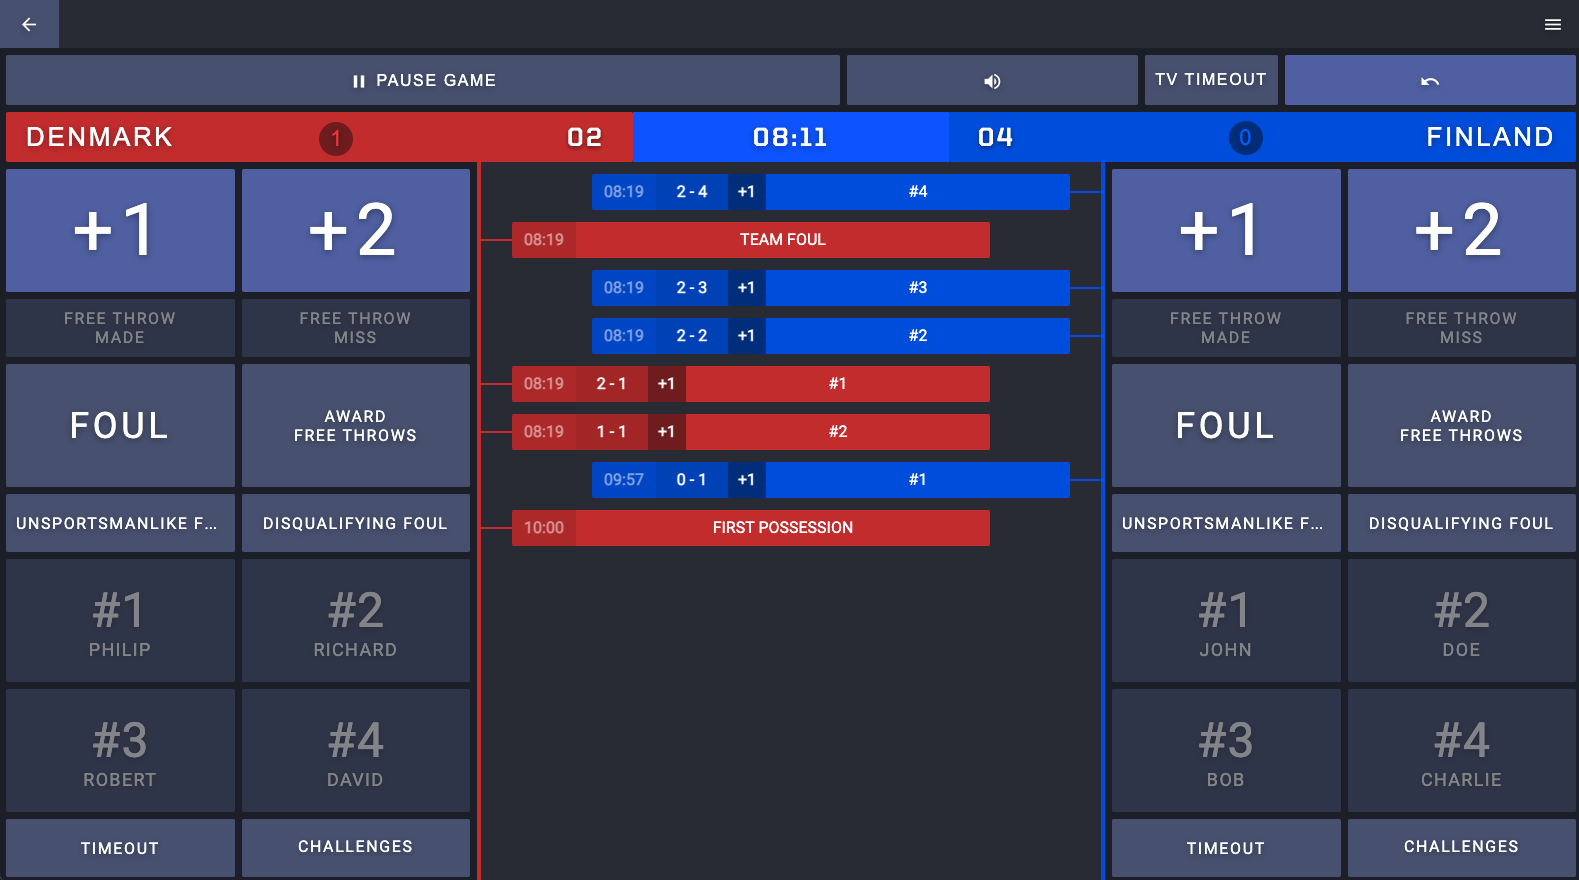 PAUSE GAME
TV TIMEOUT
DENMARK 1 02 08:11 04 0 FINLAND
+1
+2
FREE THROW
MADE
FREE THROW
MISS
FOUL
AWARD
FREE THROWS
UNSPORTSMANLIKE F...
DISQUALIFYING FOUL
#1
PHILIP
#2
RICHARD
#3
ROBERT
#4
DAVID
TIMEOUT
CHALLENGES
08:19 2 - 4 +1 #4
08:19 TEAM FOUL
08:19 2 - 3 +1 #3
08:19 2 - 2 +1 #2
08:19 2 - 1 +1 #1
08:19 1 - 1 +1 #2
09:57 0 - 1 +1 #1
10:00 FIRST POSSESSION
+1
+2
FREE THROW
MADE
FREE THROW
MISS
FOUL
AWARD
FREE THROWS
UNSPORTSMANLIKE F...
DISQUALIFYING FOUL
#1
JOHN
#2
DOE
#3
BOB
#4
CHARLIE
TIMEOUT
CHALLENGES